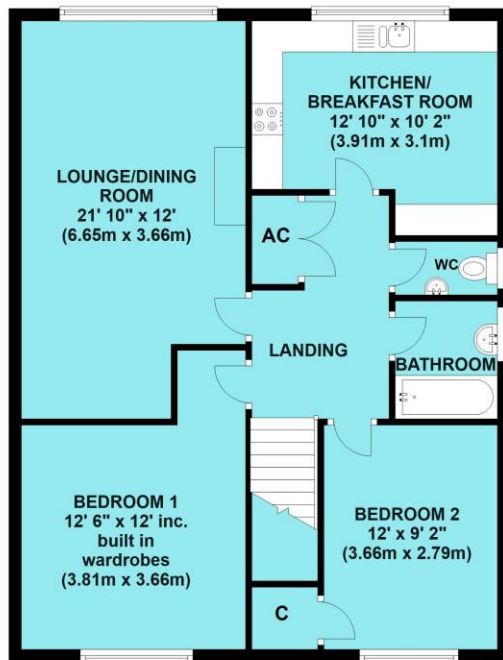 KITCHEN/
BREAKFAST ROOM
12' 10" x 10' 2"
(3.91m x 3.1m)
LOUNGE/DINING
ROOM
21' 10" x 12'
(6.65m x 3.66m)
AC
WC
LANDING
BATHROOM
BEDROOM 1
12' 6" x 12' inc.
built in
wardrobes
(3.81m x 3.66m)
BEDROOM 2
12' x 9' 2"
(3.66m x 2.79m)
C